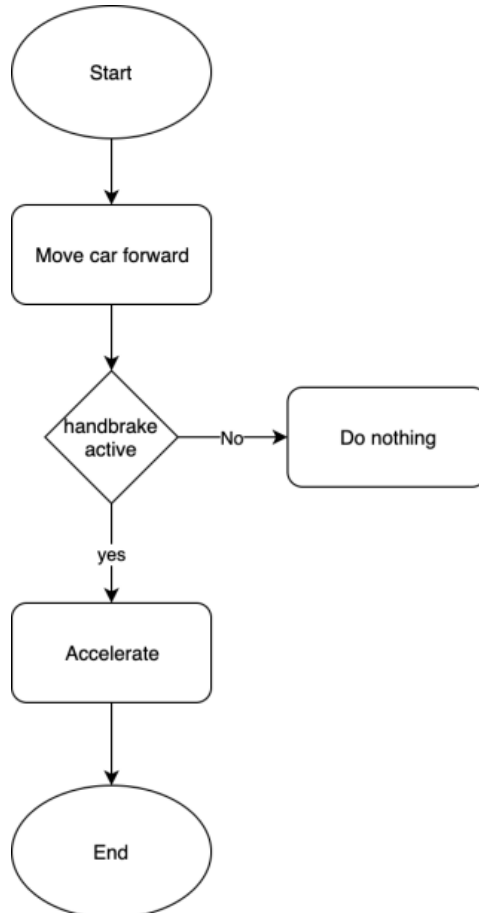 Start
Move car forward
handbrake
active
No
Do nothing
yes
Accelerate
End